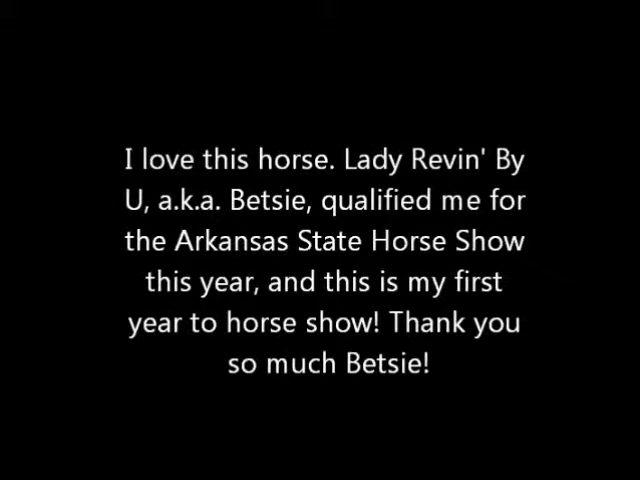 I love this horse. Lady Revin' By
U, a.k.a. Betsie, qualified me for
the Arkansas State Horse Show
this year, and this is my first
year to horse show! Thank you
so much Betsie!